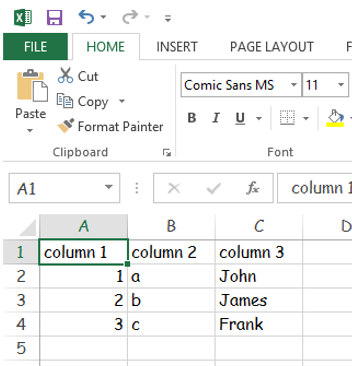 FILE HOME INSERT PAGE LAYOUT F
Cut
Copy
Format Painter
Paste
Clipboard
Comic Sans MS 11
B I U
Font
A1 fx column 1
A B C D
1 column 1 column 2 column 3
2 1 a John
3 2 b James
4 3 c Frank
5